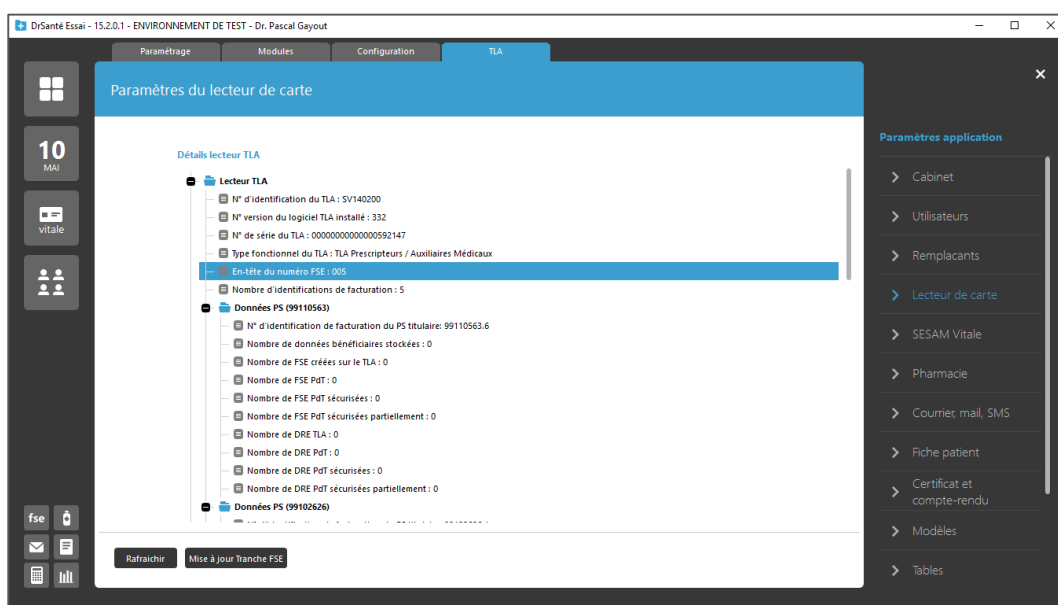 DrSanté Essai - 15.2.0.1 - ENVIRONNEMENT DE TEST - Dr. Pascal Gayout
Paramétrage
Modules
Configuration
TLA
Paramètres du lecteur de carte
10
MAI
vitale
Détails lecteur TLA
Lecteur TLA
N° d'identification du TLA : SV140200
N° version du logiciel TLA installé : 332
N° de série du TLA : 00000000000000592147
Type fonctionnel du TLA : TLA Prescripteurs / Auxiliaires Médicaux
En-tête du numéro FSE : 005
Nombre d'identifications de facturation : 5
Données PS (99110563)
N° d'identification de facturation du PS titulaire: 99110563.6
Nombre de données bénéficiaires stockées : 0
Nombre de FSE créées sur le TLA : 0
Nombre de FSE PdT : 0
Nombre de FSE PdT sécurisées : 0
Nombre de FSE PdT sécurisées partiellement : 0
Nombre de DRE TLA : 0
Nombre de DRE PdT : 0
Nombre de DRE PdT sécurisées : 0
Nombre de DRE PdT sécurisées partiellement : 0
Données PS (99102626)
Rafraichir
Mise à jour Tranche FSE
fse
Paramètres application
Cabinet
Utilisateurs
Remplacants
Lecteur de carte
SESAM Vitale
Pharmacie
Courrier, mail, SMS
Fiche patient
Certificat et
compte-rendu
Modèles
Tables